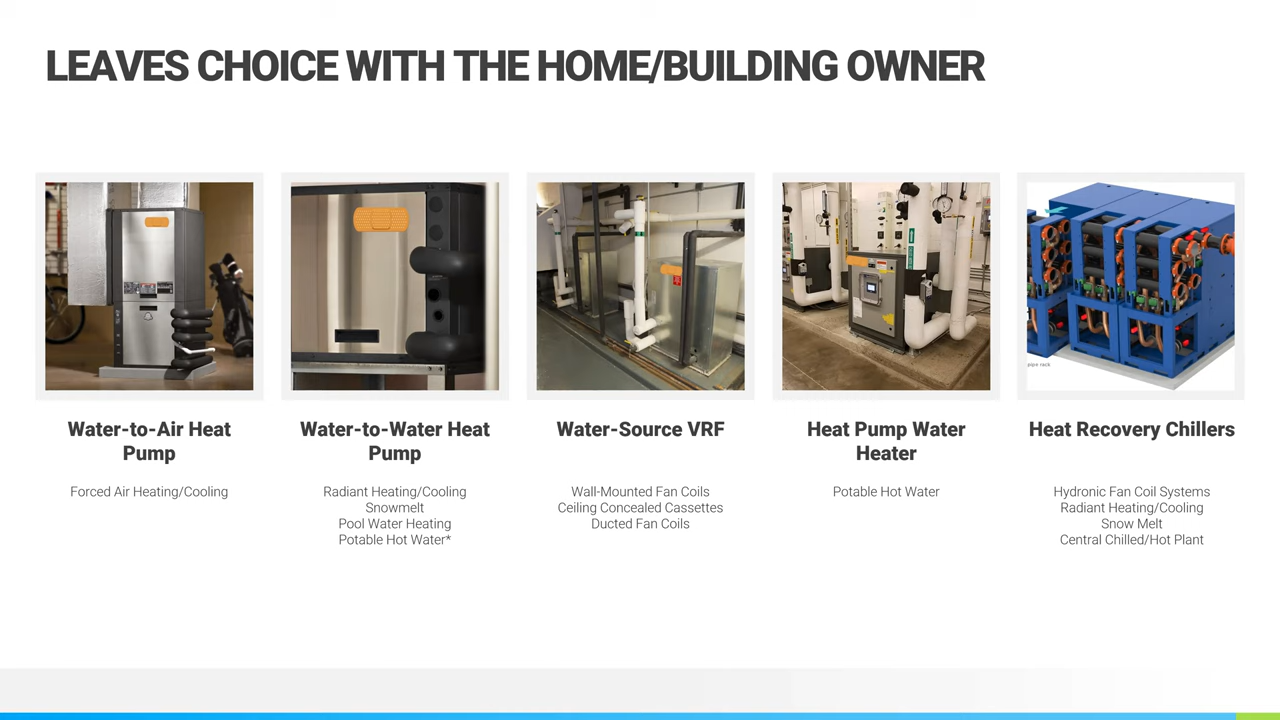 LEAVES CHOICE WITH THE HOME/BUILDING OWNER
Water-to-Air Heat
Pump
Forced Air Heating/Cooling
Water-to-Water Heat
Pump
Radiant Heating/Cooling
Snowmelt
Pool Water Heating
Potable Hot Water*
Water-Source VRF
Wall-Mounted Fan Coils
Ceiling Concealed Cassettes
Ducted Fan Coils
Heat Pump Water
Heater
Potable Hot Water
pipe rack
Heat Recovery Chillers
Hydronic Fan Coil Systems
Radiant Heating/Cooling
Snow Melt
Central Chilled/Hot Plant